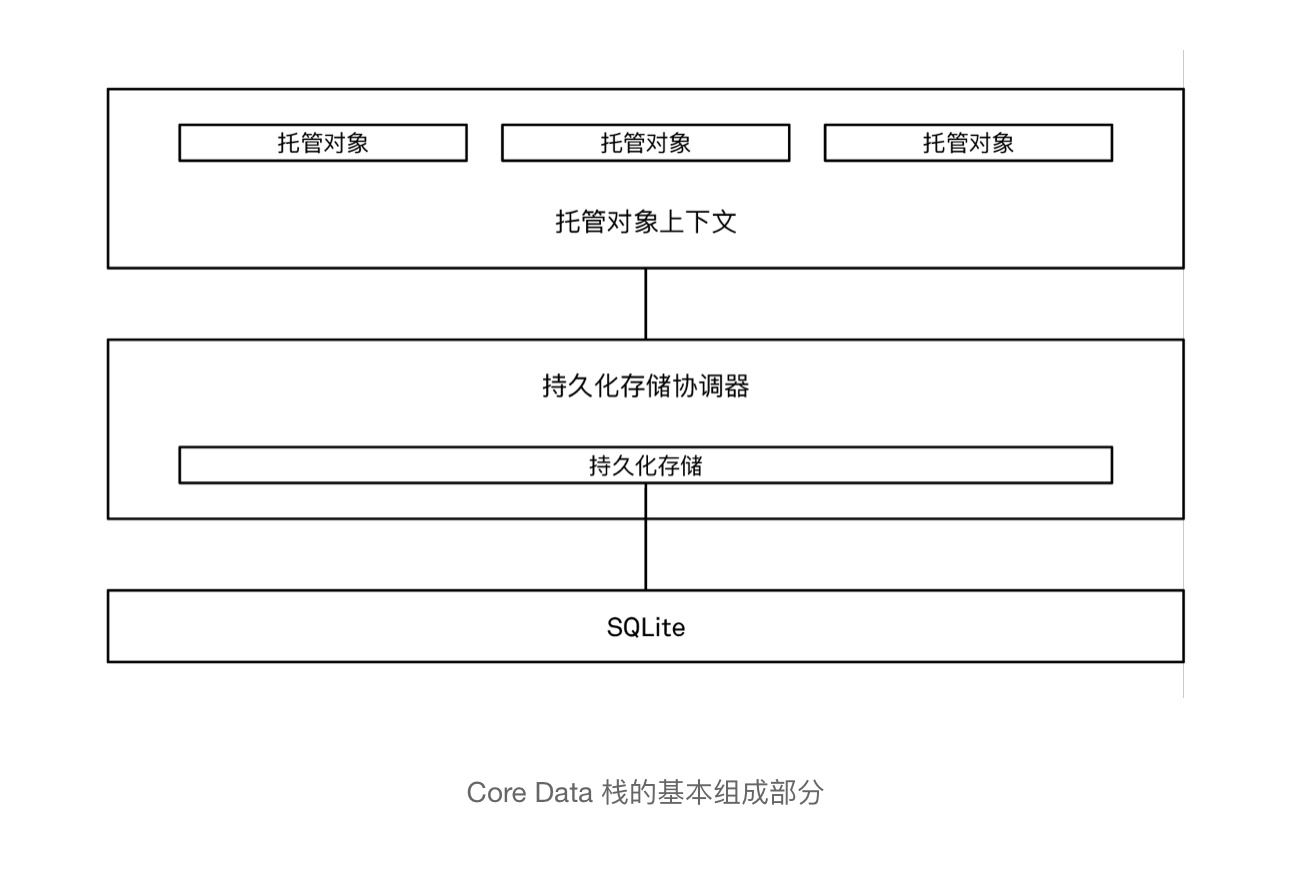 托管对象 托管对象 托管对象
托管对象上下文
持久化存储协调器
持久化存储
SQLite
Core Data 栈的基本组成部分